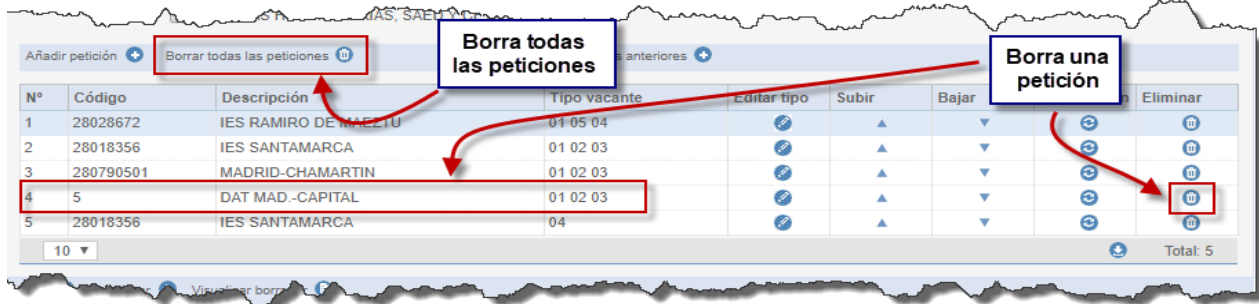 Borra todas
las peticiones
Borra una
petición
Añadir petición Borrar todas las peticiones anteriores
Nº Código Descripción Tipo vacante Editar tipo Subir Bajar Eliminar
1 28028672 IES RAMIRO DE MAEZTU 01 05 04
2 28018356 IES SANTAMARCA 01 02 03
3 280790501 MADRID-CHAMARTIN 01 02 03
4 5 DAT MAD.-CAPITAL 01 02 03
5 28018356 IES SANTAMARCA 04
10 Total: 5